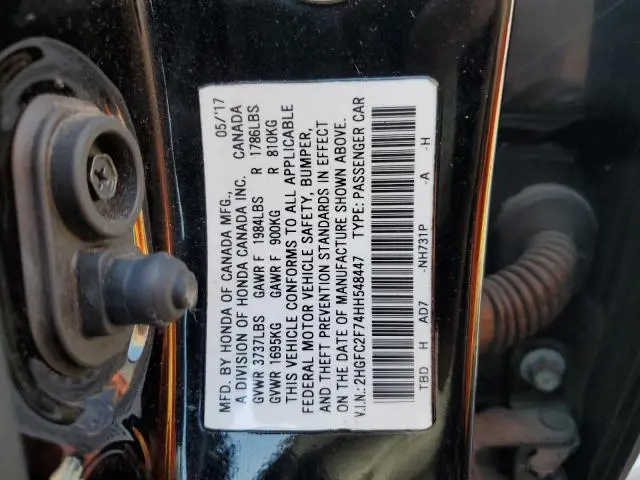 MFD. BY HONDA OF CANADA MFG., 05/'17
A DIVISION OF HONDA CANADA INC. CANADA
GVWR 3737LBS GAWR F 1984LBS R 1786LBS
GVWR 1695KG GAWR F 900KG R 810KG
THIS VEHICLE CONFORMS TO ALL APPLICABLE
FEDERAL MOTOR VEHICLE SAFETY, BUMPER,
AND THEFT PREVENTION STANDARDS IN EFFECT
ON THE DATE OF MANUFACTURE SHOWN ABOVE.
V.I.N.: 2HGFC2F74HH548447 TYPE: PASSENGER CAR
TBD H AD7 -NH731P -A -H